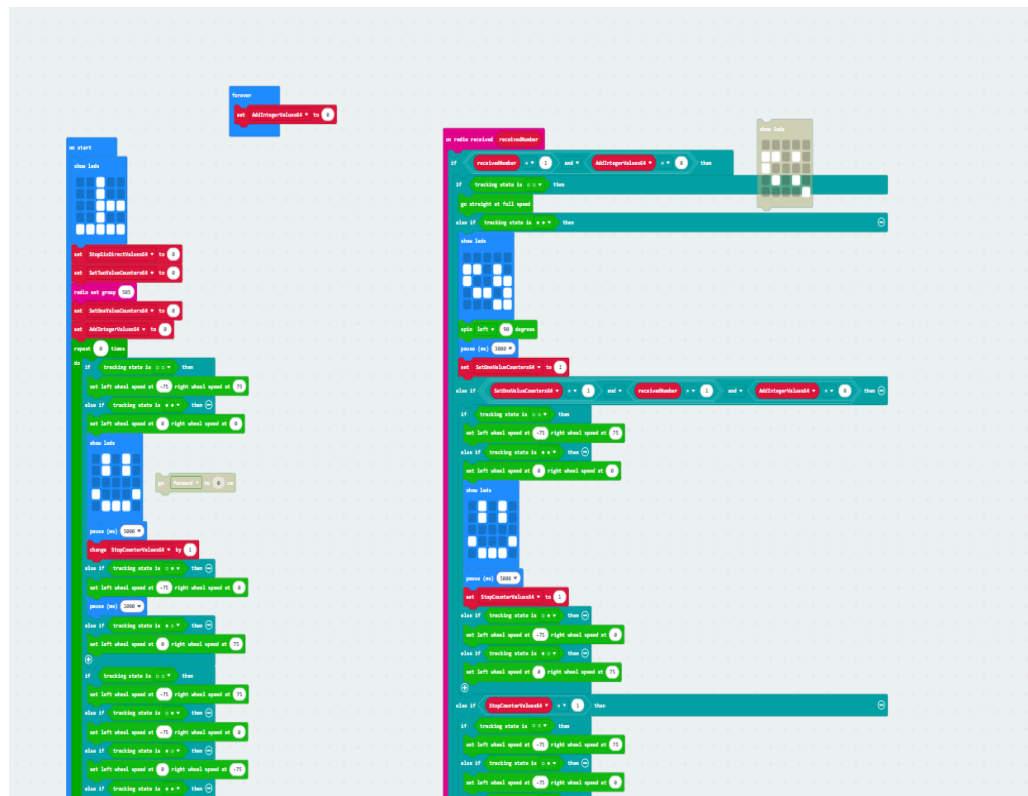 forever
set AddIntegerValues64 to 0
on start
show leds
set StopSixDirectValues64 to 0
set SetTwoValueCounters64 to 0
radio set group 505
set SetOneValueCounters64 to 0
set AddIntegerValues64 to 0
repeat 8 times
do if tracking state is then
set left wheel speed at -75 right wheel speed at 75
else if tracking state is then
set left wheel speed at 0 right wheel speed at 0
show leds
pause (ms) 5000
change StopCounterValues64 by 1
else if tracking state is then
set left wheel speed at -75 right wheel speed at 0
pause (ms) 1000
else if tracking state is then
set left wheel speed at 0 right wheel speed at 75
if tracking state is then
set left wheel speed at -75 right wheel speed at 75
else if tracking state is then
set left wheel speed at -75 right wheel speed at 0
else if tracking state is then
set left wheel speed at 0 right wheel speed at -75
else if tracking state is then
go forward to 0 cm
on radio received receivedNumber
if receivedNumber = 1 and AddIntegerValues64 = 0 then
if tracking state is then
go straight at full speed
else if tracking state is then
show leds
spin left 90 degrees
pause (ms) 3000
set SetOneValueCounters64 to 1
else if SetOneValueCounters64 = 1 and receivedNumber = 1 and AddIntegerValues64 = 0 then
if tracking state is then
set left wheel speed at -75 right wheel speed at 75
else if tracking state is then
set left wheel speed at 0 right wheel speed at 0
show leds
pause (ms) 5000
set StopCounterValues64 to 1
else if tracking state is then
set left wheel speed at -75 right wheel speed at 0
else if tracking state is then
set left wheel speed at 0 right wheel speed at 75
else if StopCounterValues64 = 1 then
if tracking state is then
set left wheel speed at -75 right wheel speed at 75
else if tracking state is then
set left wheel speed at -75 right wheel speed at 0
show leds